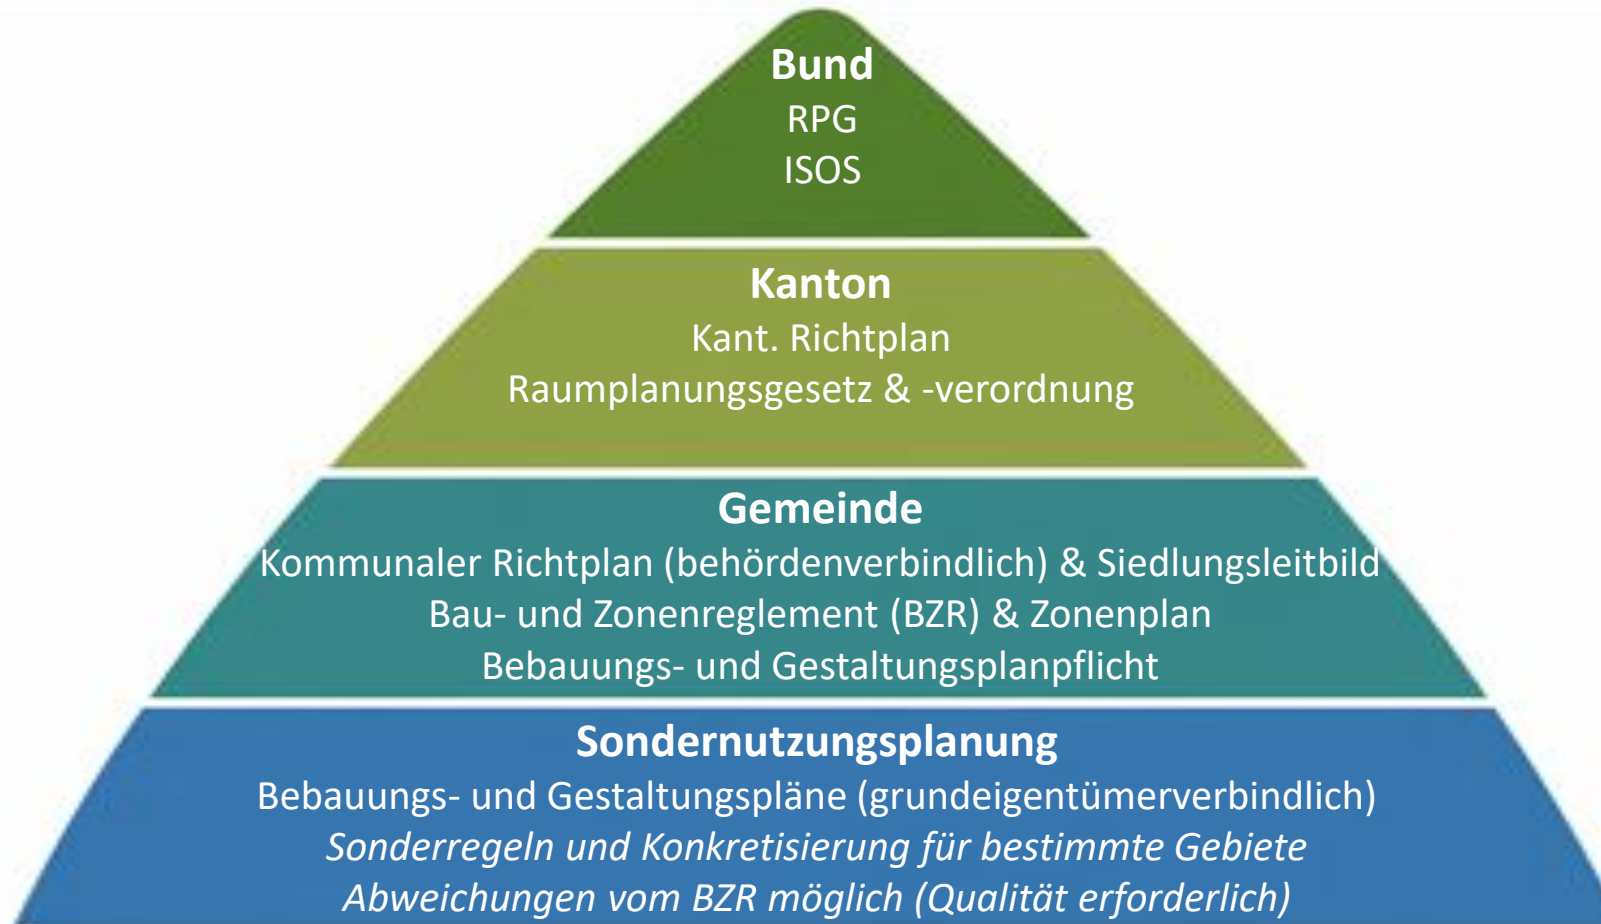 Bund
RPG
ISOS
Kanton
Kant. Richtplan
Raumplanungsgesetz & -verordnung
Gemeinde
Kommunaler Richtplan (behördenverbindlich) & Siedlungsleitbild
Bau- und Zonenreglement (BZR) & Zonenplan
Bebauungs- und Gestaltungsplanpflicht
Sondernutzungsplanung
Bebauungs- und Gestaltungspläne (grundeigentümerverbindlich)
Sonderregeln und Konkretisierung für bestimmte Gebiete
Abweichungen vom BZR möglich (Qualität erforderlich)